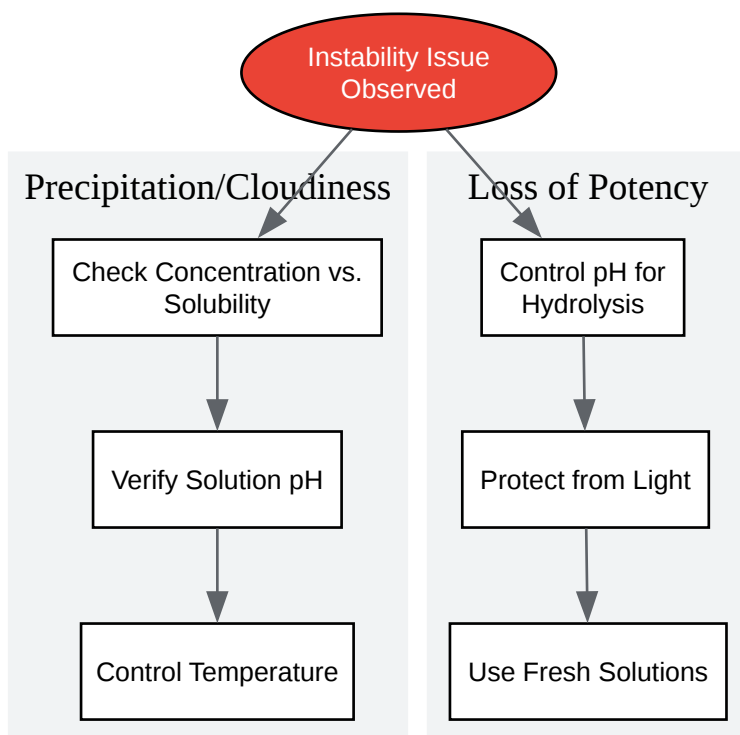 Instability Issue
Observed
Precipitation/Cloudiness
Check Concentration vs.
Solubility
Verify Solution pH
Control Temperature
Loss of Potency
Control pH for
Hydrolysis
Protect from Light
Use Fresh Solutions